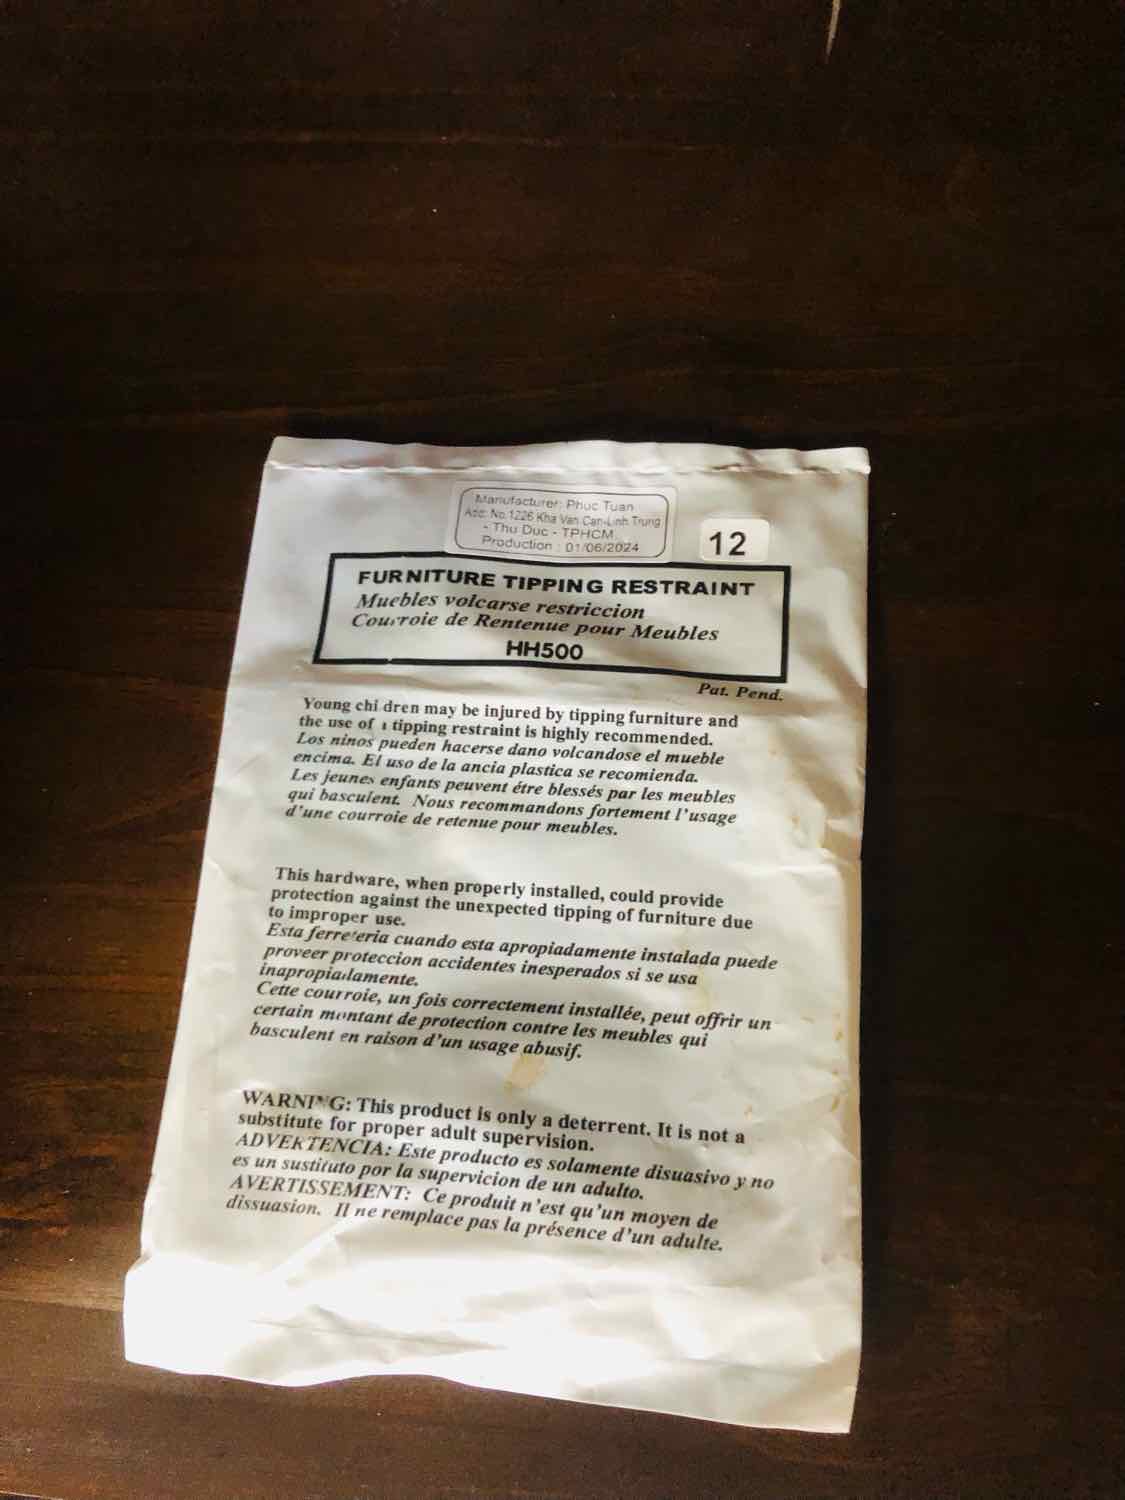 Manufacturer: Phuc Tuan
Add: No.1226 Kha Van Can-Linh Trung
- Thu Duc - TPHCM.
Production : 01/06/2024
12
FURNITURE TIPPING RESTRAINT
Muebles volcarse restriccion
Courroie de Rentenue pour Meubles
HH500
Pat. Pend.
Young chi dren may be injured by tipping furniture and
the use of a tipping restraint is highly recommended.
Los ninos pueden hacerse dano volcandose el mueble
encima. El uso de la ancia plastica se recomienda.
Les jeunes enfants peuvent étre blessés par les meubles
qui basculent. Nous recommandons fortement l'usage
d'une courroie de retenue pour meubles.
This hardware, when properly installed, could provide
protection against the unexpected tipping of furniture due
to improper use.
Esta ferreteria cuando esta apropiadamente instalada puede
proveer proteccion accidentes inesperados si se usa
inapropiadamente.
Cette courroie, un fois correctement installée, peut offrir un
certain montant de protection contre les meubles qui
basculent en raison d'un usage abusif.
WARNING: This product is only a deterrent. It is not a
substitute for proper adult supervision.
ADVERTENCIA: Este producto es solamente disuasivo y no
es un sustituto por la supervicion de un adulto.
AVERTISSEMENT: Ce produit n'est qu'un moyen de
dissuasion. Il ne remplace pas la présence d'un adulte.